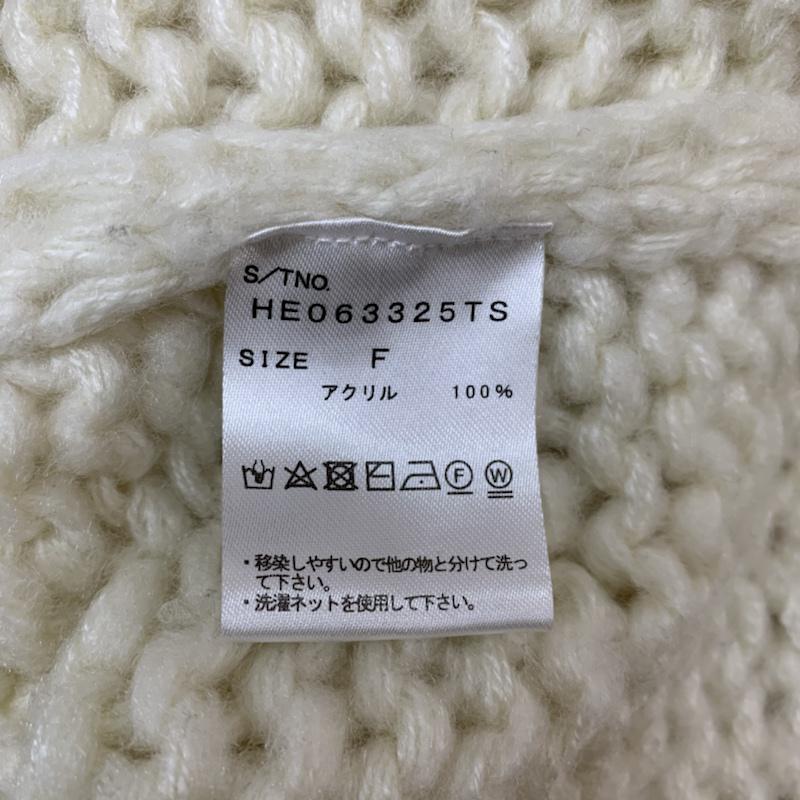 S/TNO.
HE063325TS
SIZE F
アクリル 100%
F W
・移染しやすいので他の物と分けて洗っ
て下さい。
・洗濯ネットを使用して下さい。